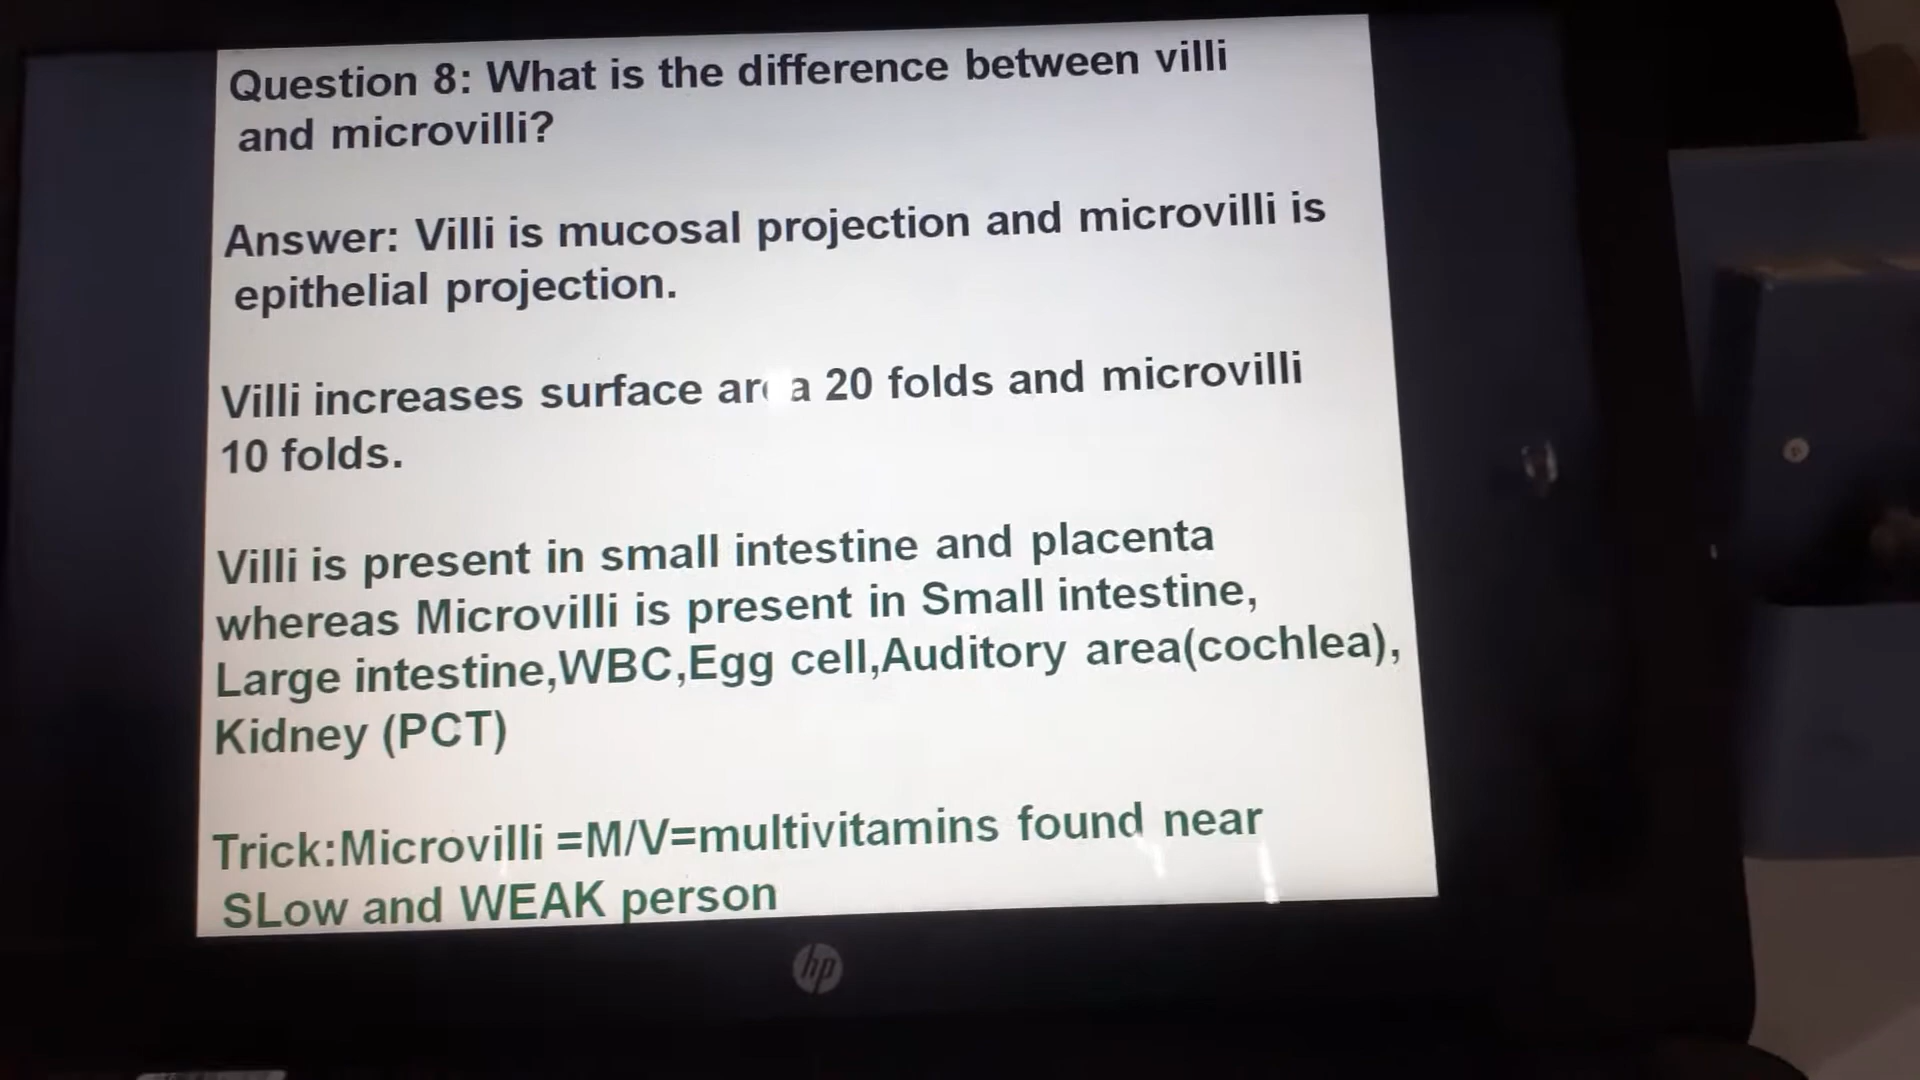 Question 8: What is the difference between villi
and microvilli?
Answer: Villi is mucosal projection and microvilli is
epithelial projection.
Villi increases surface area 20 folds and microvilli
10 folds.
Villi is present in small intestine and placenta
whereas Microvilli is present in Small intestine,
Large intestine,WBC,Egg cell,Auditory area(cochlea),
Kidney (PCT)
Trick:Microvilli =M/V=multivitamins found near
SLow and WEAK person
hp